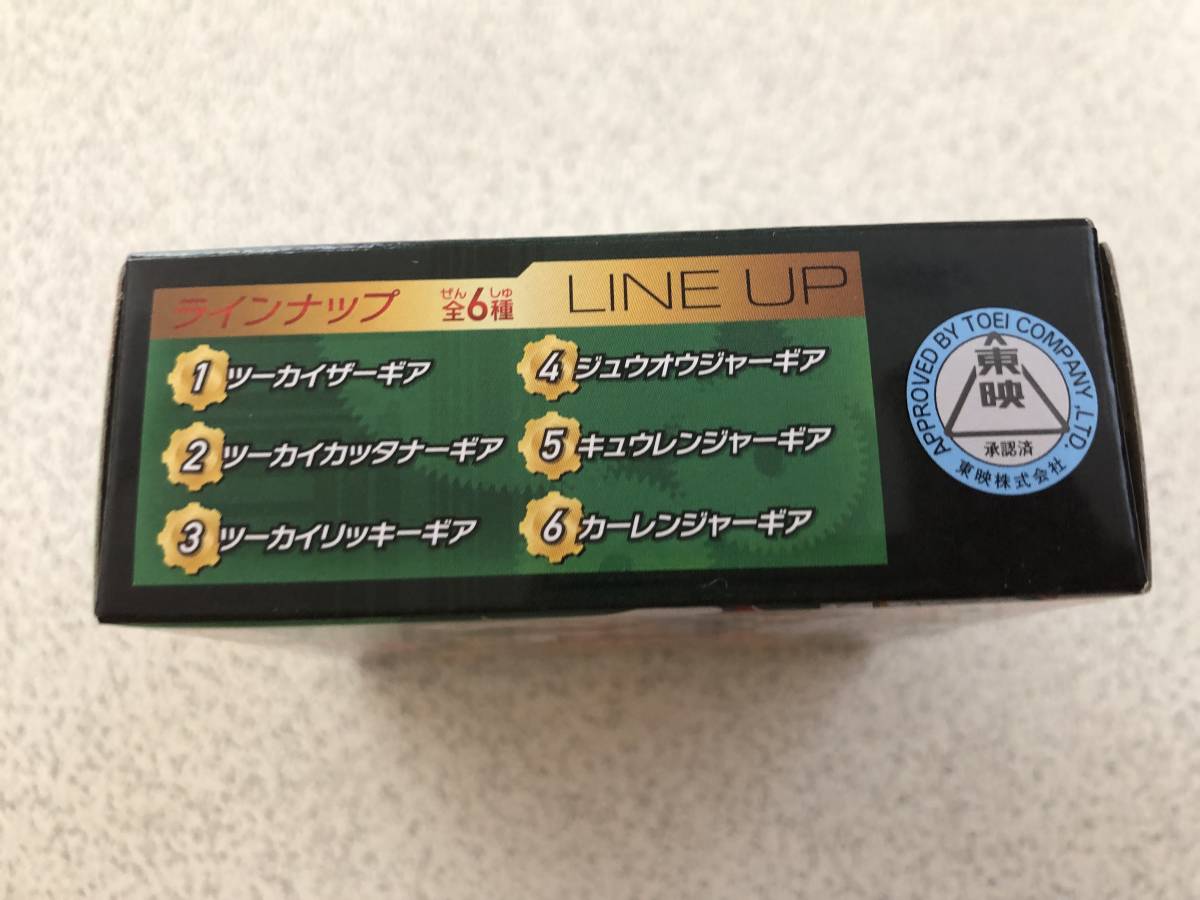 ラインナップ 全6種 LINE UP
ぜん しゅ
1 ツーカイザーギア
2 ツーカイカッタナーギア
3 ツーカイリッキーギア
4 ジュウオウジャーギア
5 キュウレンジャーギア
6 カーレンジャーギア
APPROVED BY TOEI COMPANY ,LTD.
東映
承認済
東映株式会社